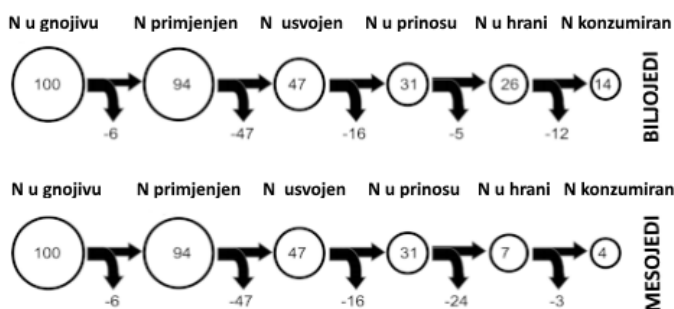 N u gnojivu N primjenjen N usvojen N u prinosu N u hrani N konzumiran
100 94 47 31 26 14
-6 -47 -16 -5 -12
BILJOJEDI
N u gnojivu N primjenjen N usvojen N u prinosu N u hrani N konzumiran
100 94 47 31 7 4
-6 -47 -16 -24 -3
MESOJEDI